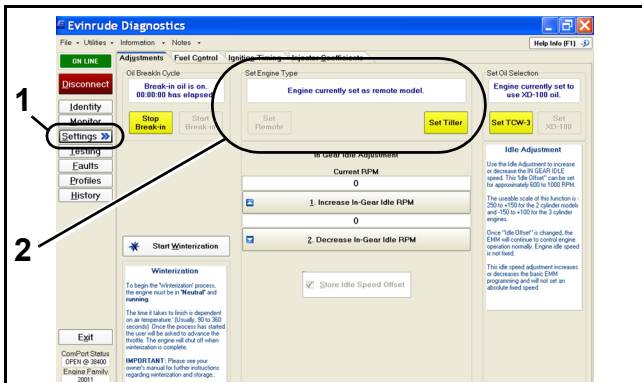 Evinrude Diagnostics
File Utilities Information Notes
Help Info (F1)
ON LINE
Disconnect
Identity
Monitor
Settings
Testing
Faults
Profiles
History
Exit
ComPort Status
OPEN @ 38400
Engine Family
20011
1
2
Adjustments Fuel Control Ignition Timing Injector Coefficients
Oil BreakIn Cycle
Break-in oil is on.
00:00:00 has elapsed.
Stop
Break-in
Start
Break-in
Set Engine Type
Engine currently set as remote model.
Set
Remote
Set Tiller
Set Oil Selection
Engine currently set to
use XD-100 oil.
Set TCW-3
Set
XD-100
In Gear Idle Adjustment
Current RPM
0
1. Increase In-Gear Idle RPM
0
2. Decrease In-Gear Idle RPM
Store Idle Speed Offset
Start Winterization
Winterization
To begin the 'Winterization' process,
the engine must be in 'Neutral' and
running.
The time it takes to finish is dependent
on air temperature.' (Usually, 90 to 360
seconds) Once the process has started
the user will be asked to advance the
throttle. The engine will shut off when
winterization is complete.
IMPORTANT: Please see your
owner's manual for further instructions
regarding winterization and storage..
Idle Adjustment
Use the Idle Adjustment to increase
or decrease the IN GEAR IDLE
speed. This 'Idle Offset" can be set
for approximately 600 to 1000 RPM.
The useable scale of this function is -
250 to +150 for the 2 cylinder models
and -150 to +100 for the 3 cylinder
engines.
Once "Idle Offset" is changed, the
EMM will continue to control engine
operation normally. Engine idle speed
is not fixed.
This idle speed adjustment increases
or decreases the basic EMM
programming and will not set an
absolute fixed speed